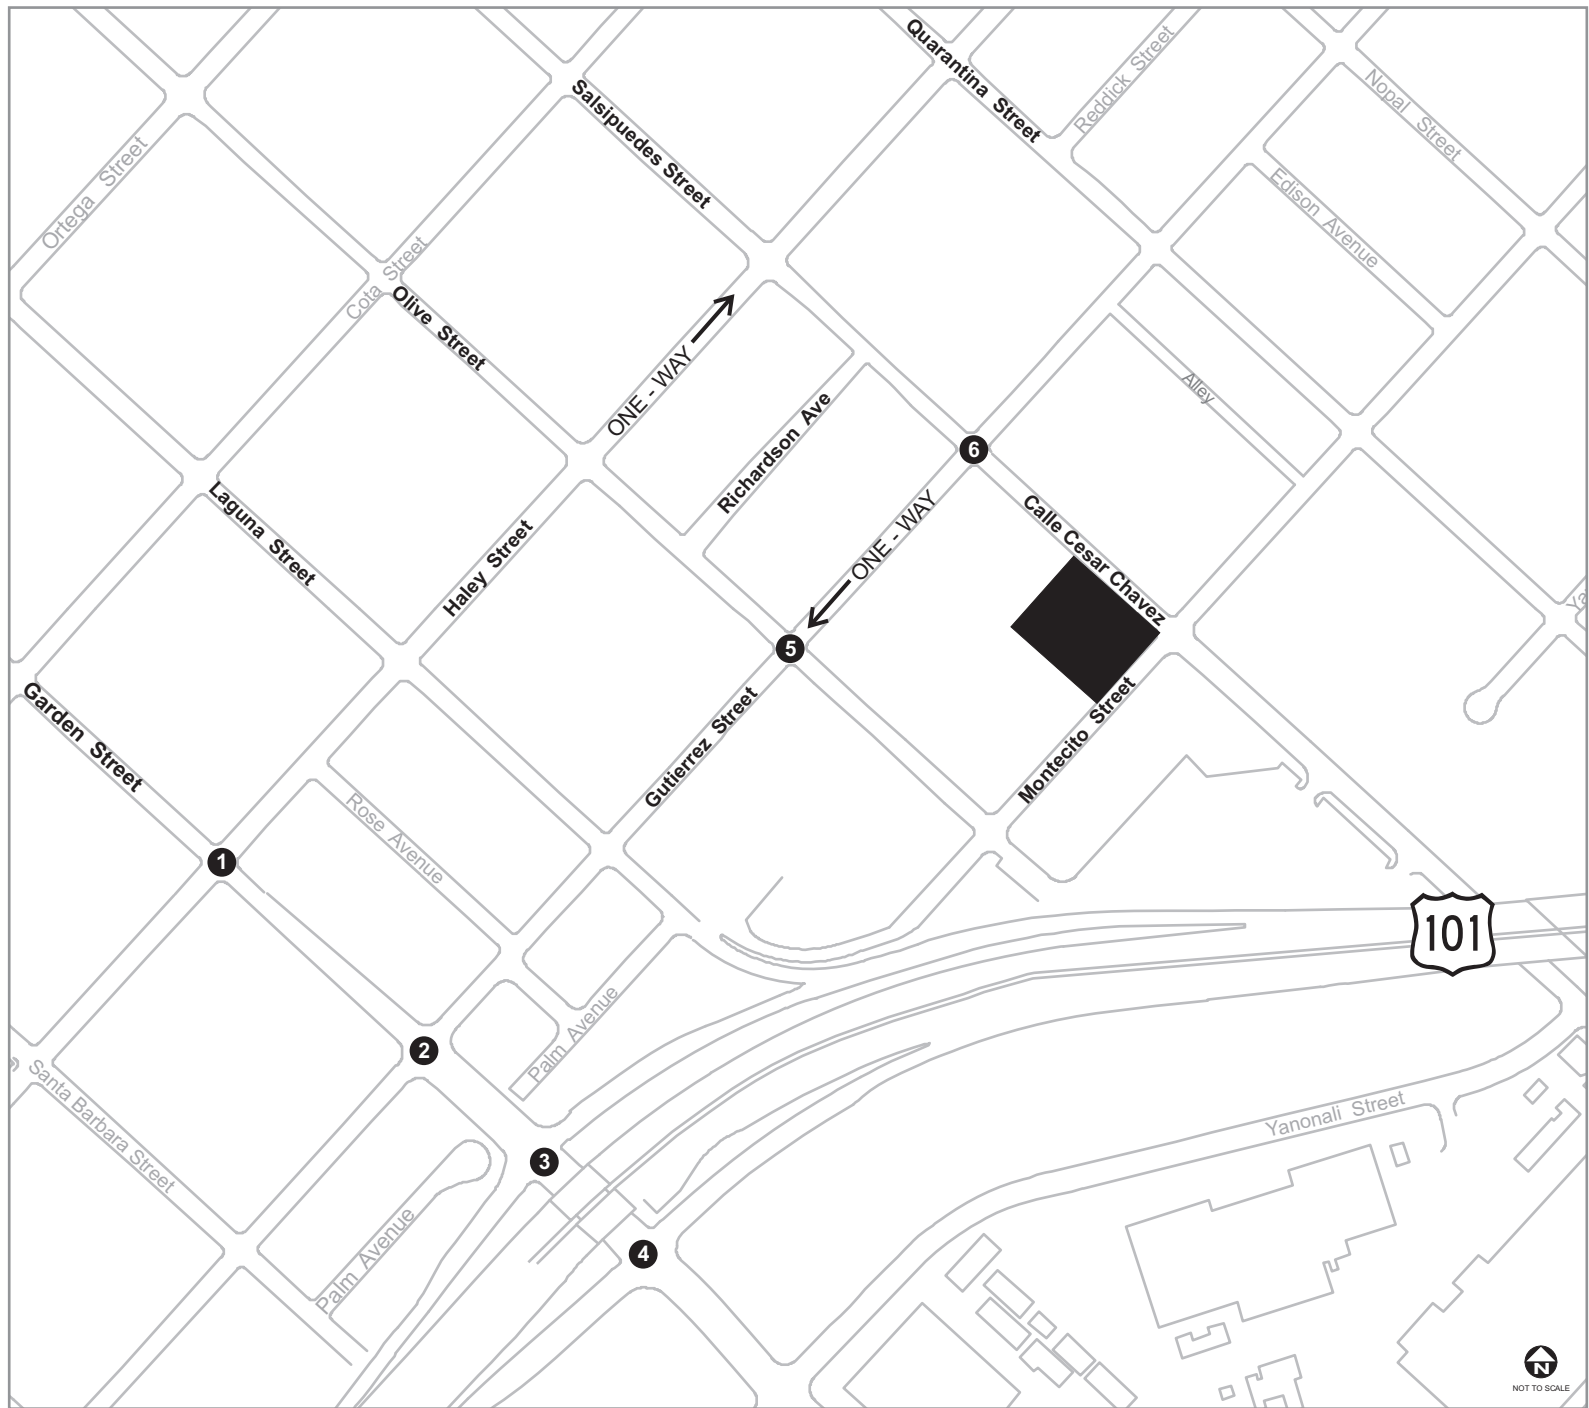 Quarantina Street
Reddick Street
Nopal Street
Salsipuedes Street
Ortega Street
Edison Avenue
Cota Street
Olive Street
ONE - WAY
Alley
Richardson Ave
6
Laguna Street
Haley Street
ONE - WAY
Calle Cesar Chavez
Ya
5
Garden Street
Gutierrez Street
Montecito Street
Rose Avenue
1
101
Palm Avenue
2
Santa Barbara Street
Yanonali Street
3
Palm Avenue
4
N
NOT TO SCALE